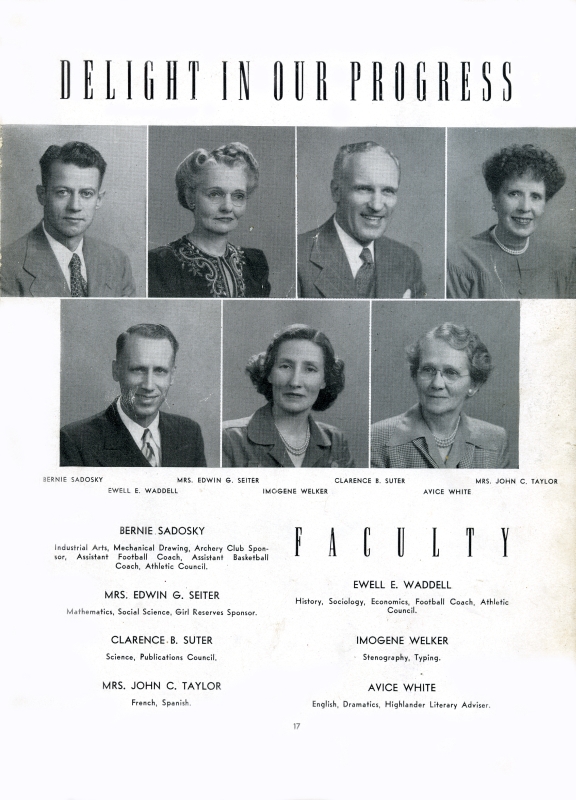 DELIGHT IN OUR PROGRESS
BERNIE SADOSKY MRS. EDWIN G. SEITER CLARENCE B. SUTER MRS. JOHN C. TAYLOR
EWELL E. WADDELL IMOGENE WELKER AVICE WHITE
BERNIE SADOSKY
Industrial Arts, Mechanical Drawing, Archery Club Spon-
sor, Assistant Football Coach, Assistant Basketball
Coach, Athletic Council.
MRS. EDWIN G. SEITER
Mathematics, Social Science, Girl Reserves Sponsor.
CLARENCE B. SUTER
Science, Publications Council.
MRS. JOHN C. TAYLOR
French, Spanish.
FACULTY
EWELL E. WADDELL
History, Sociology, Economics, Football Coach, Athletic
Council.
IMOGENE WELKER
Stenography, Typing.
AVICE WHITE
English, Dramatics, Highlander Literary Adviser.
17